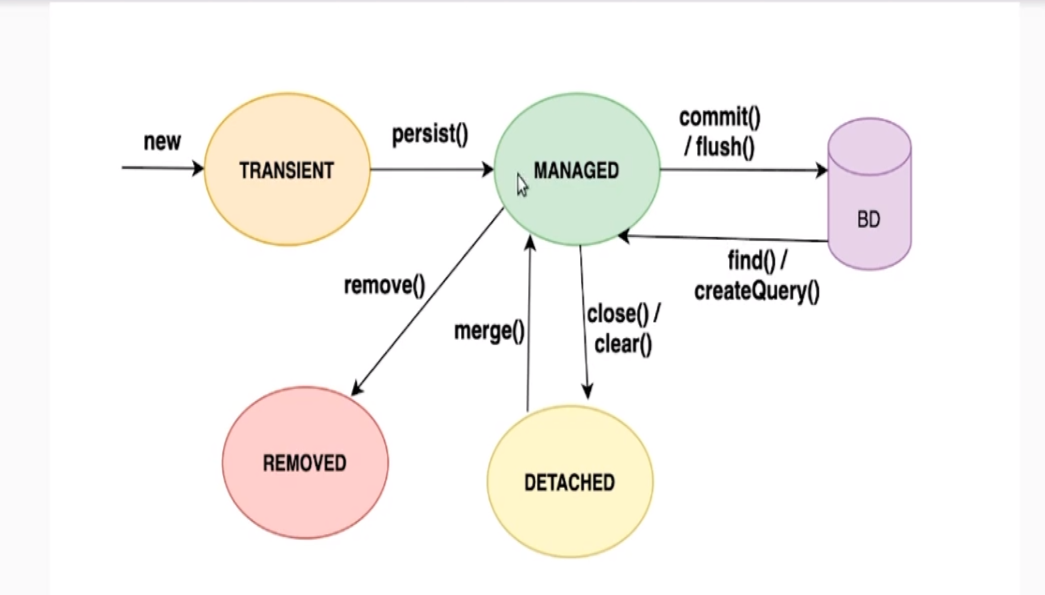 new
TRANSIENT
persist()
MANAGED
commit()
/ flush()
BD
find() /
createQuery()
remove()
merge()
close() /
clear()
REMOVED
DETACHED